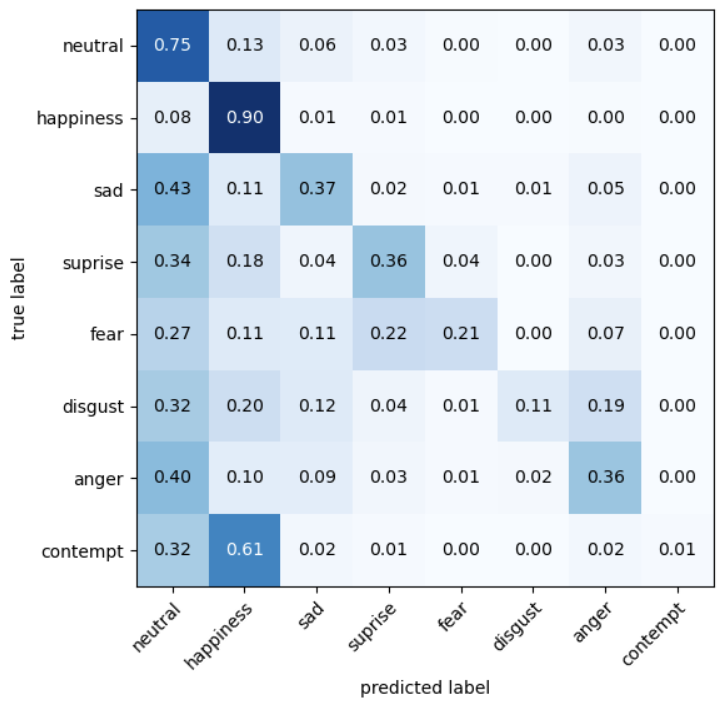 neutral 0.75 0.13 0.06 0.03 0.00 0.00 0.03 0.00
happiness 0.08 0.90 0.01 0.01 0.00 0.00 0.00 0.00
sad 0.43 0.11 0.37 0.02 0.01 0.01 0.05 0.00
suprise 0.34 0.18 0.04 0.36 0.04 0.00 0.03 0.00
fear 0.27 0.11 0.11 0.22 0.21 0.00 0.07 0.00
disgust 0.32 0.20 0.12 0.04 0.01 0.11 0.19 0.00
anger 0.40 0.10 0.09 0.03 0.01 0.02 0.36 0.00
contempt 0.32 0.61 0.02 0.01 0.00 0.00 0.02 0.01
true label
neutral happiness sad suprise fear disgust anger contempt
predicted label